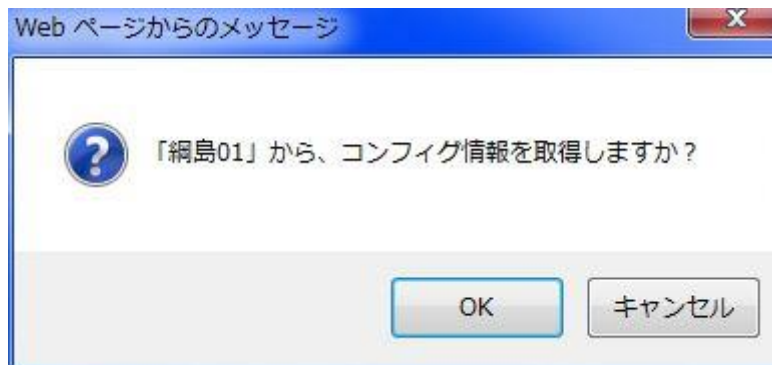 Web ページからのメッセージ
「綱島01」から、コンフィグ情報を取得しますか？
OK
キャンセル